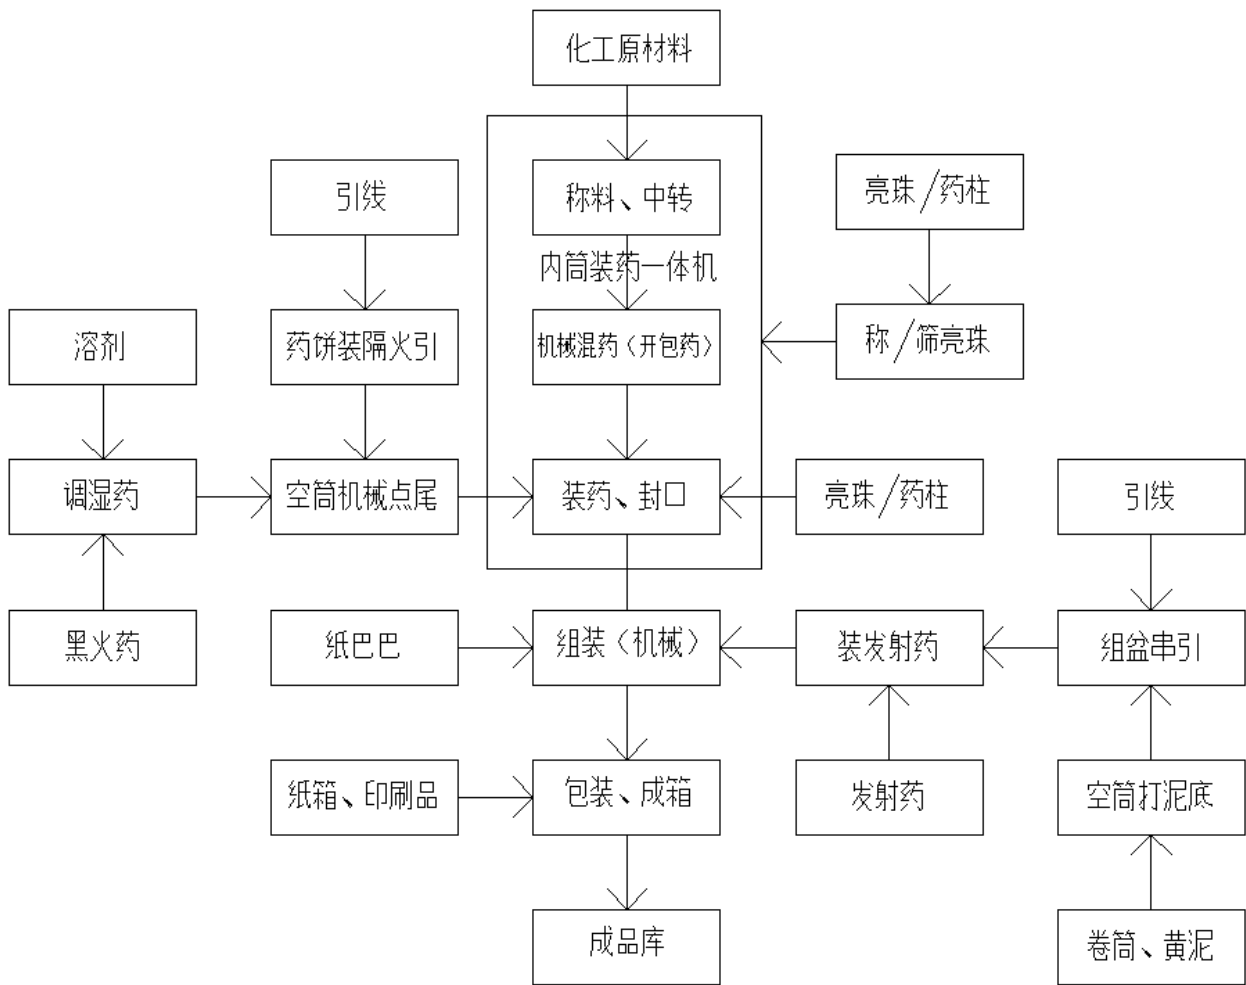 化工原材料
引线
称料、中转
亮珠/药柱
内筒装药一体机
溶剂
药饼装隔火引
机械混药(开包药)
称/筛亮珠
调湿药
空筒机械点尾
装药、封口
亮珠/药柱
引线
黑火药
纸巴巴
组装(机械)
装发射药
组盆串引
纸箱、印刷品
包装、成箱
发射药
空筒打泥底
成品库
卷筒、黄泥